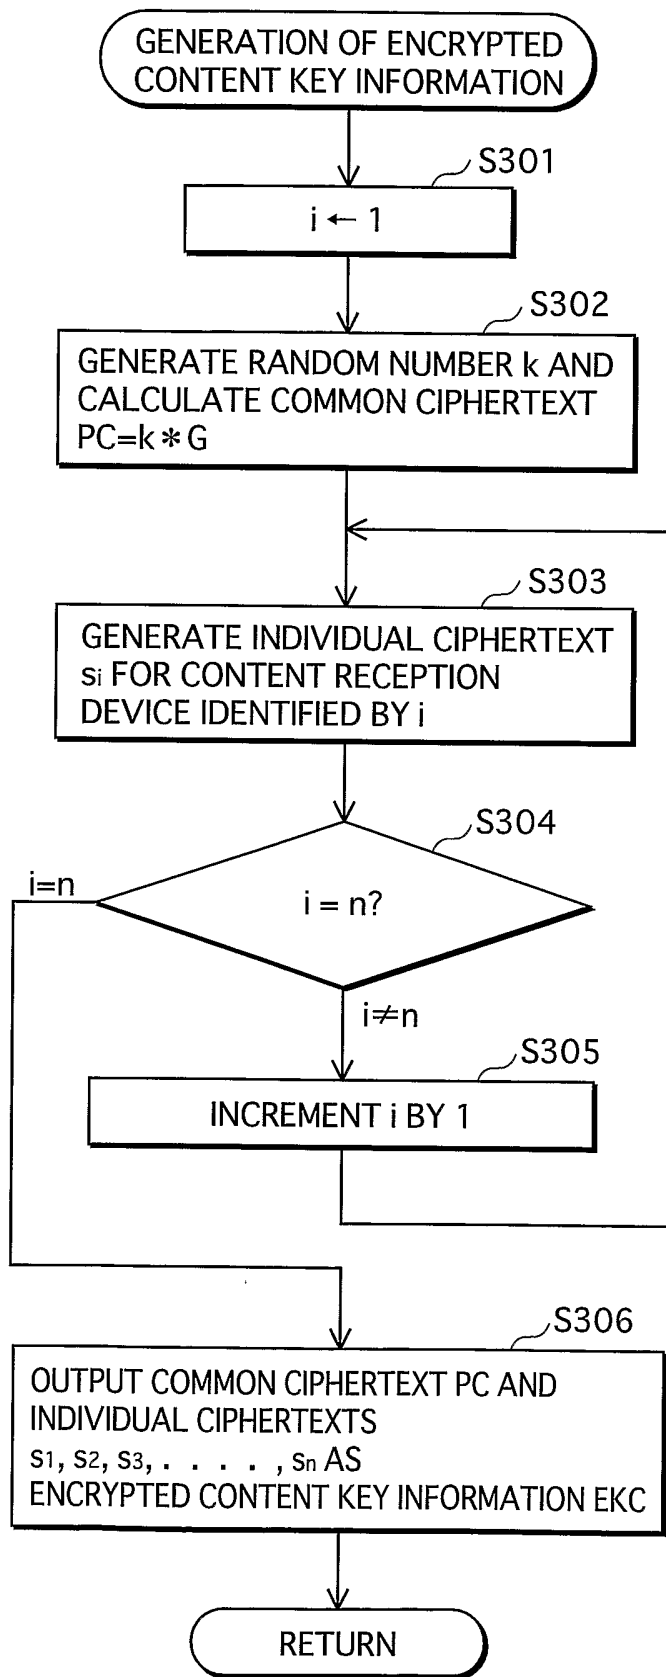 GENERATION OF ENCRYPTED
CONTENT KEY INFORMATION
S301
i ← 1
S302
GENERATE RANDOM NUMBER k AND
CALCULATE COMMON CIPHERTEXT
PC=k*G
S303
GENERATE INDIVIDUAL CIPHERTEXT
si FOR CONTENT RECEPTION
DEVICE IDENTIFIED BY i
S304
i=n
i = n?
i≠n
S305
INCREMENT i BY 1
S306
OUTPUT COMMON CIPHERTEXT PC AND
INDIVIDUAL CIPHERTEXTS
s1, s2, s3, . . . . . , sn AS
ENCRYPTED CONTENT KEY INFORMATION EKC
RETURN